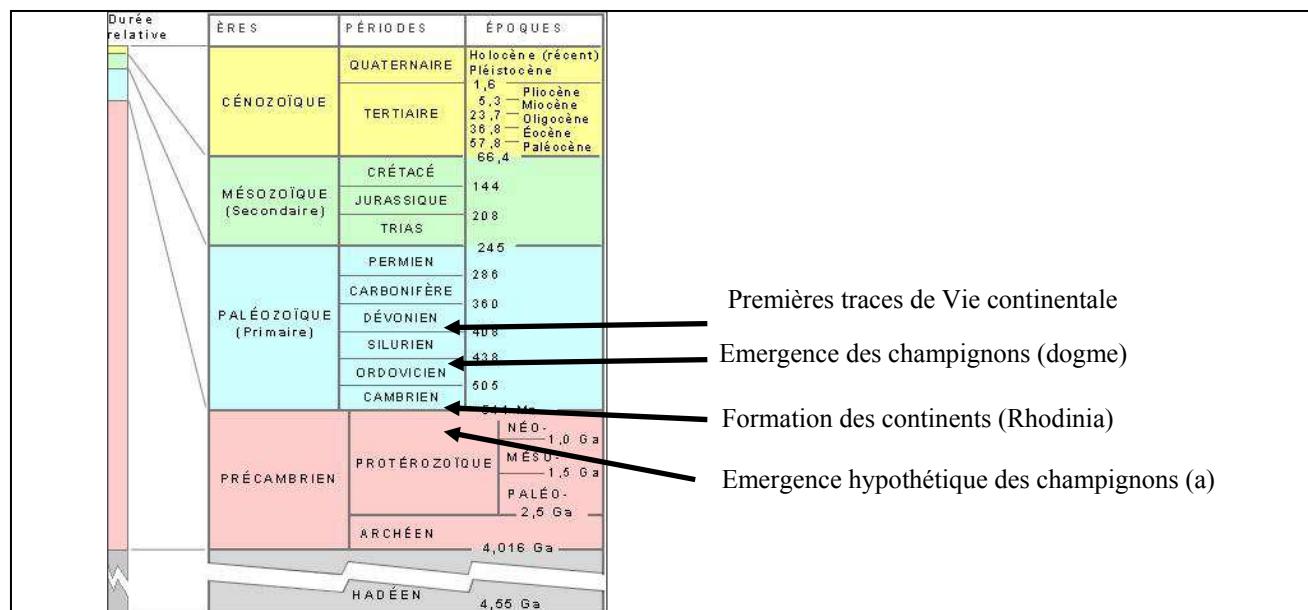 Durée
relative
ÈRES
PÉRIODES
ÉPOQUES
CÉNOZOÏQUE
QUATERNAIRE
Holocène (récent)
Pléistocène
1,6
TERTIAIRE
Pliocène
5,3
Miocène
23,7
Oligocène
36,8
Éocène
57,8
Paléocène
66,4
MÉSOZOÏQUE
(Secondaire)
CRÉTACÉ
144
JURASSIQUE
208
TRIAS
245
PALÉOZOÏQUE
(Primaire)
PERMIEN
286
CARBONIFÈRE
360
DÉVONIEN
408
SILURIEN
438
ORDOVICIEN
505
CAMBRIEN
Premières traces de Vie continentale
Emergence des champignons (dogme)
Formation des continents (Rhodinia)
Emergence hypothétique des champignons (a)
PRÉCAMBRIEN
PROTÉROZOÏQUE
NÉO-
1,0 Ga
MÉSO-
1,5 Ga
PALÉO-
2,5 Ga
ARCHÉEN
4,016 Ga
HADÉEN
4,55 Ga